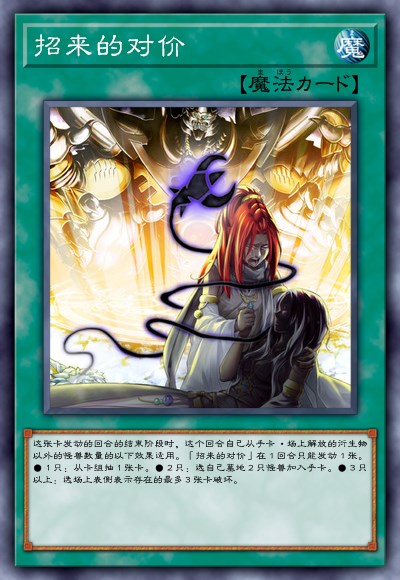 招来的对价
魔
【魔法カード】
ま ほう
这张卡发动的回合的结束阶段时，这个回合自己从手卡·场上解放的衍生物
以外的怪兽数量的以下效果适用。「招来的对价」在1回合只能发动1张。
●1只：从卡组抽1张卡。●2只：选自己墓地2只怪兽加入手卡。●3只
以上：选场上表侧表示存在的最多3张卡破坏。